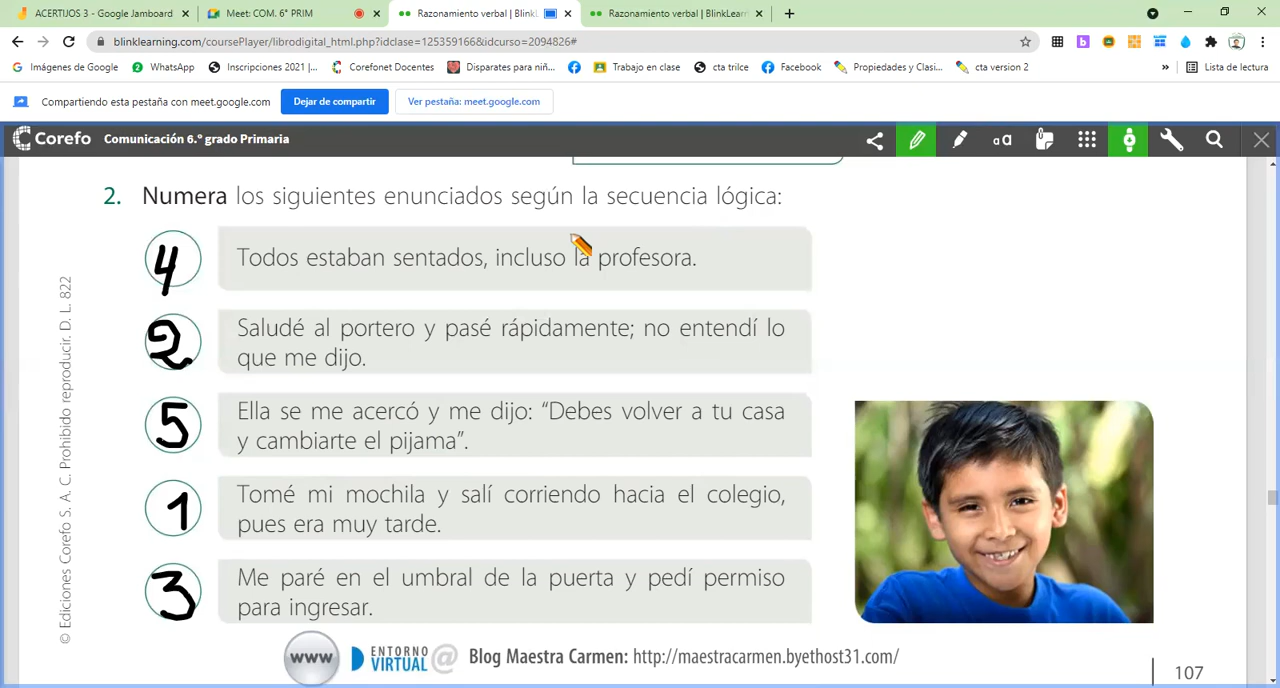 ACERTIJOS 3 - Google Jamboard
Meet: COM. 6° PRIM
Razonamiento verbal | Blinkl
Razonamiento verbal | BlinkLear
blinklearning.com/coursePlayer/librodigital_html.php?idclase=125359166&idcurso=2094826#
Imágenes de Google
2 WhatsApp
Inscripciones 2021 |...
Corefonet Docentes
Disparates para niñ...
Trabajo en clase
cta trilce
Facebook
Propiedades y Clasi...
cta version 2
»
Lista de lectura
Compartiendo esta pestaña con meet.google.com
Dejar de compartir
Ver pestaña: meet.google.com
Corefo
Comunicación 6.º grado Primaria
aA
2. Numera los siguientes enunciados según la secuencia lógica:
4 Todos estaban sentados, incluso la profesora.
2 Saludé al portero y pasé rápidamente; no entendí lo
que me dijo.
5 Ella se me acercó y me dijo: “Debes volver a tu casa
y cambiarte el pijama”.
1 Tomé mi mochila y salí corriendo hacia el colegio,
pues era muy tarde.
3 Me paré en el umbral de la puerta y pedí permiso
para ingresar.
© Ediciones Corefo S. A. C. Prohibido reproducir. D. L. 822
www
ENTORNO
VIRTUAL @
Blog Maestra Carmen: http://maestracarmen.byethost31.com/
107